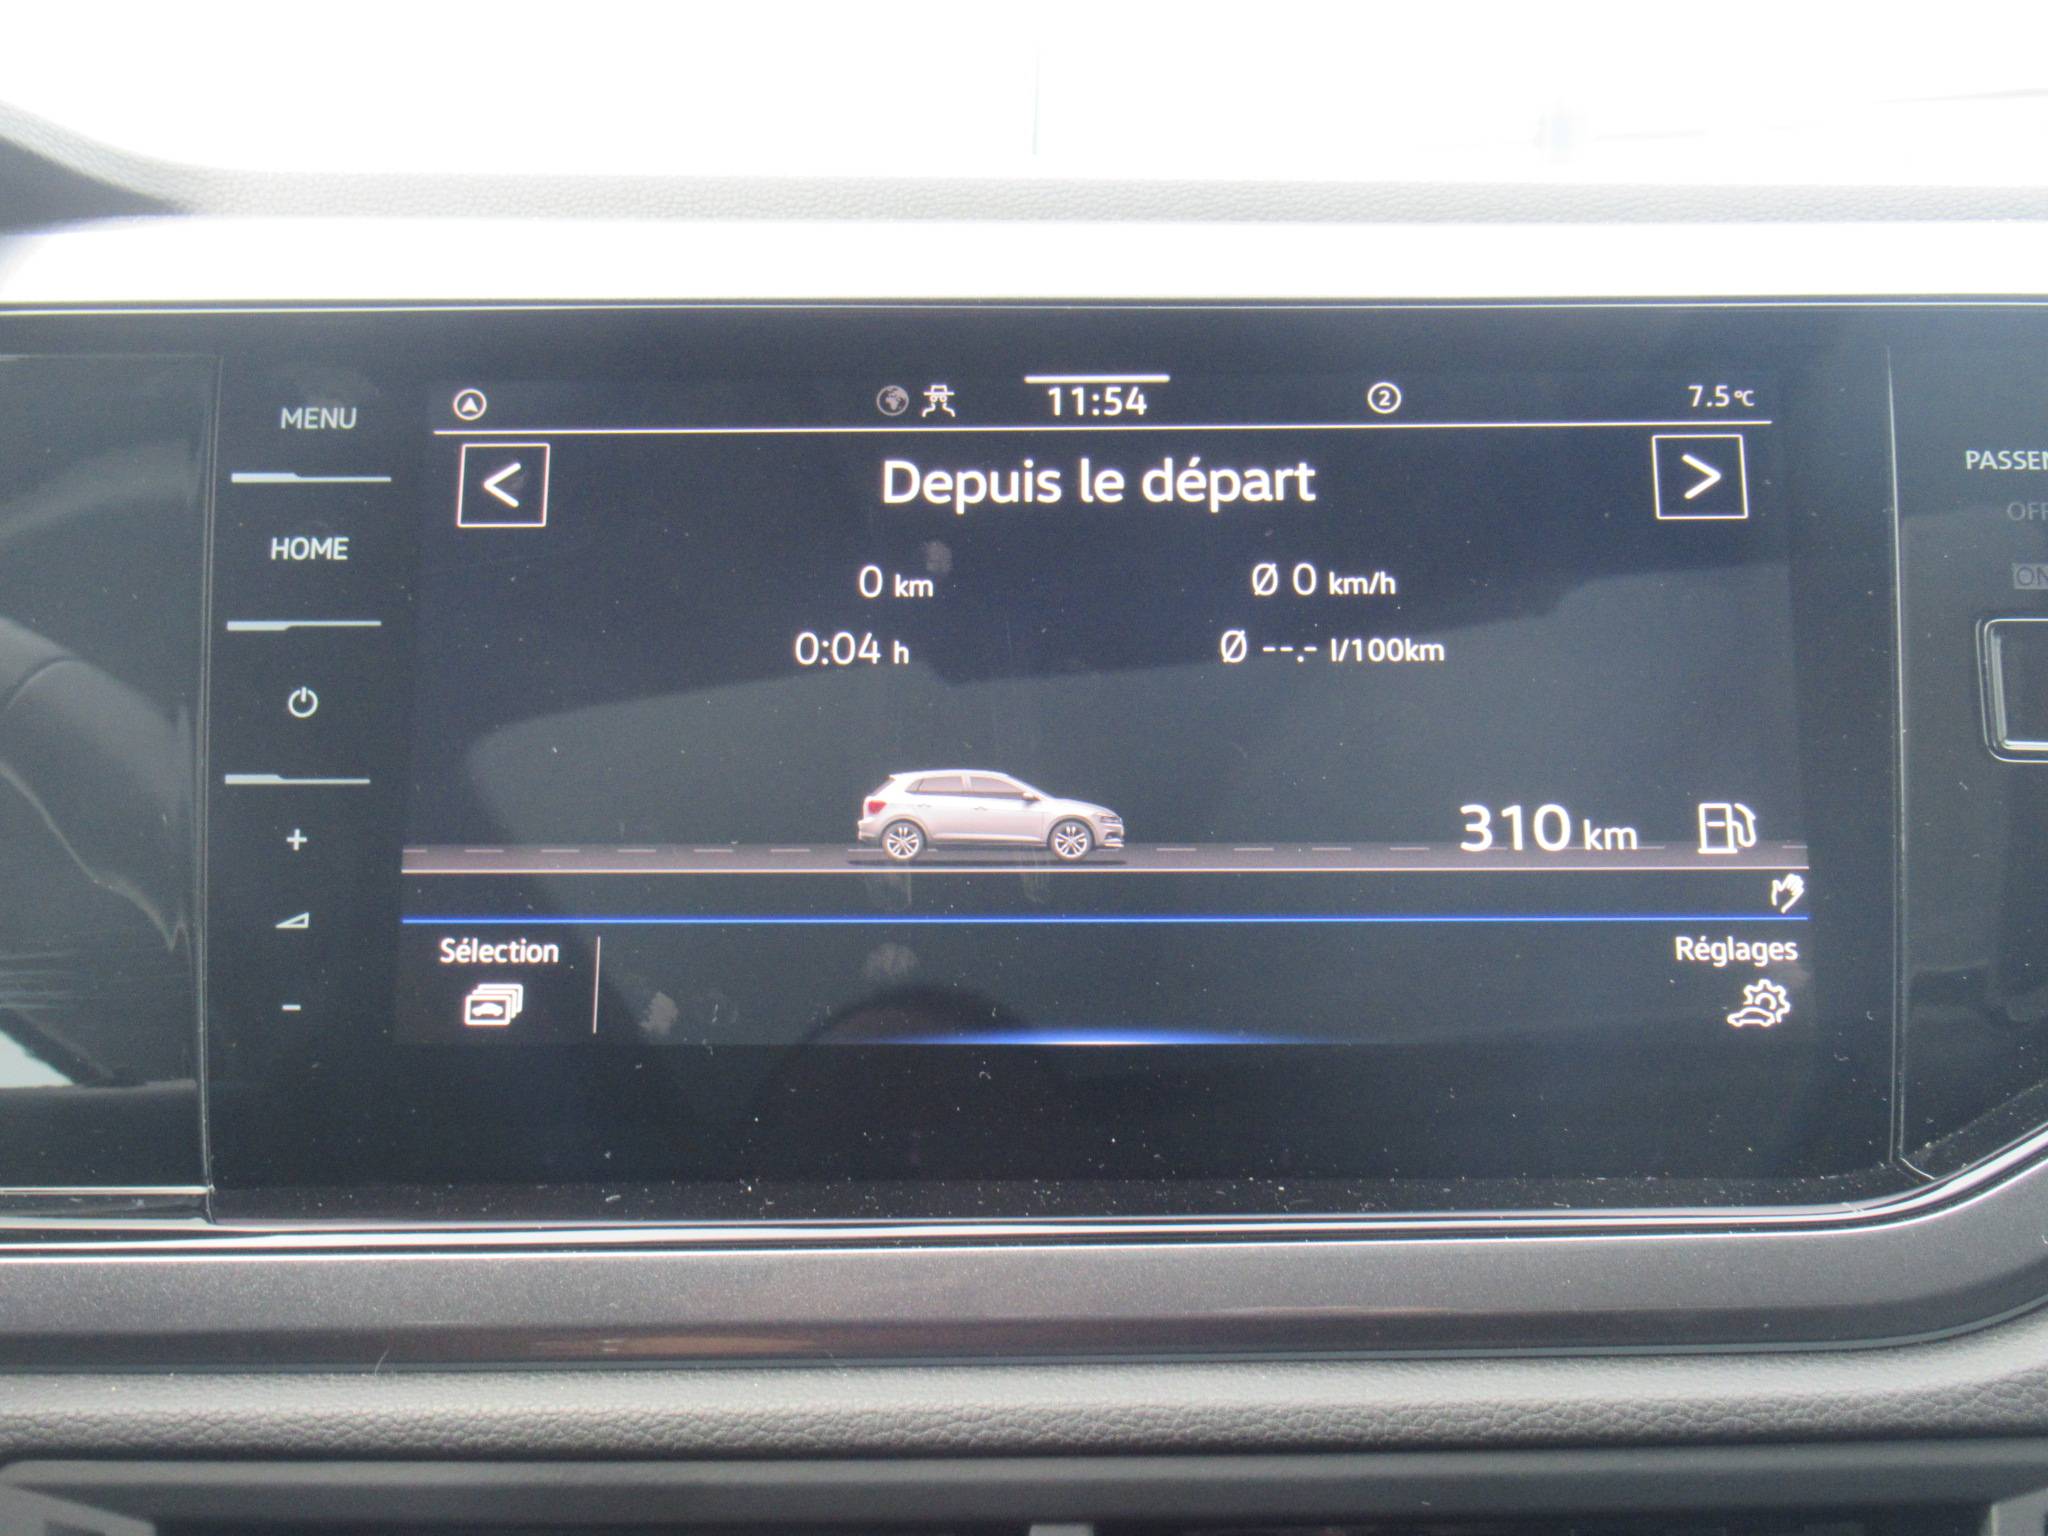 MENU
HOME
+
-
11:54
2
7.5°C
<
Depuis le départ
>
0 km
Ø 0 km/h
0:04 h
Ø --.- l/100km
310 km
Sélection
Réglages
PASSEN
OFF
ON